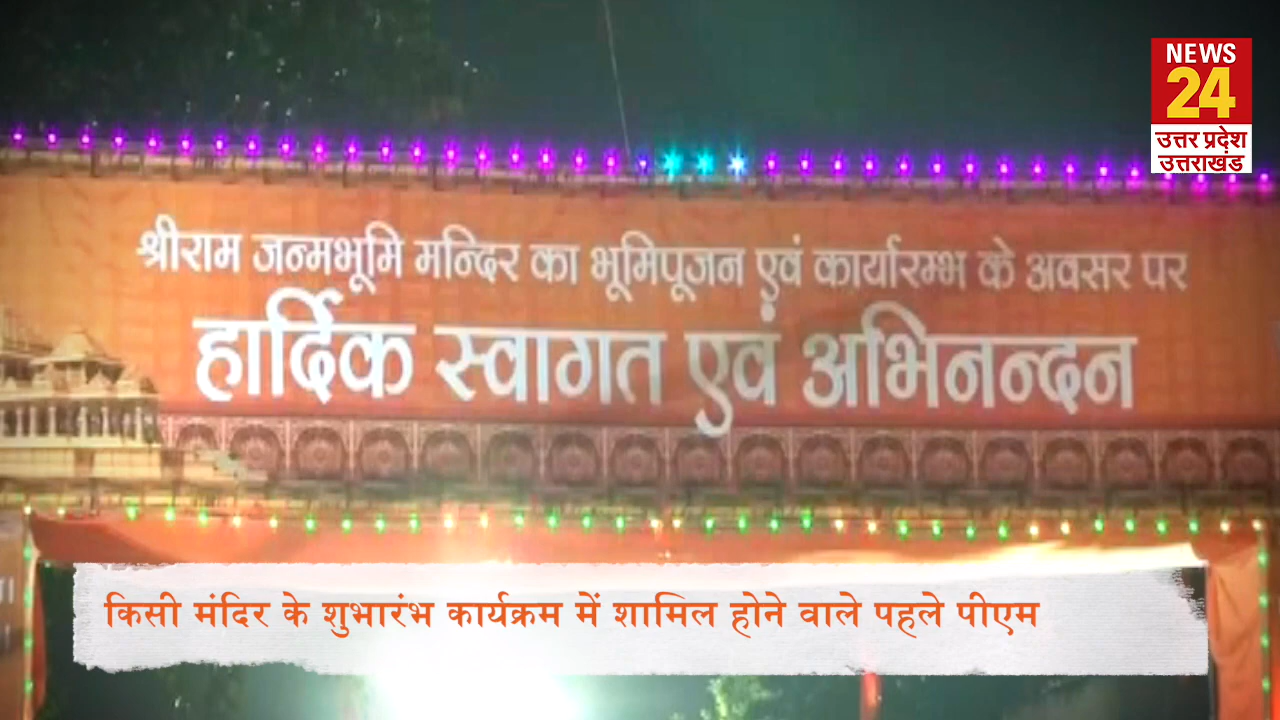 NEWS
24
उत्तर प्रदेश
उत्तराखंड
श्रीराम जन्मभूमि मन्दिर का भूमिपूजन एवं कार्यारम्भ के अवसर पर
हार्दिक स्वागत एवं अभिनन्दन
किसी मंदिर के शुभारंभ कार्यक्रम में शामिल होने वाले पहले पीएम